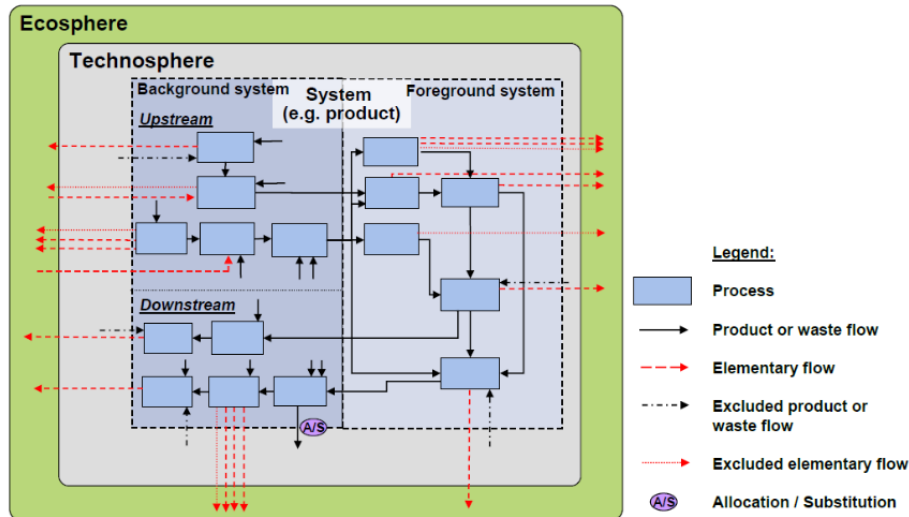 Ecosphere
Technosphere
Background system
System
(e.g. product)
Foreground system
Upstream
Downstream
A/S
Legend:
Process
Product or waste flow
Elementary flow
Excluded product or
waste flow
Excluded elementary flow
A/S
Allocation / Substitution